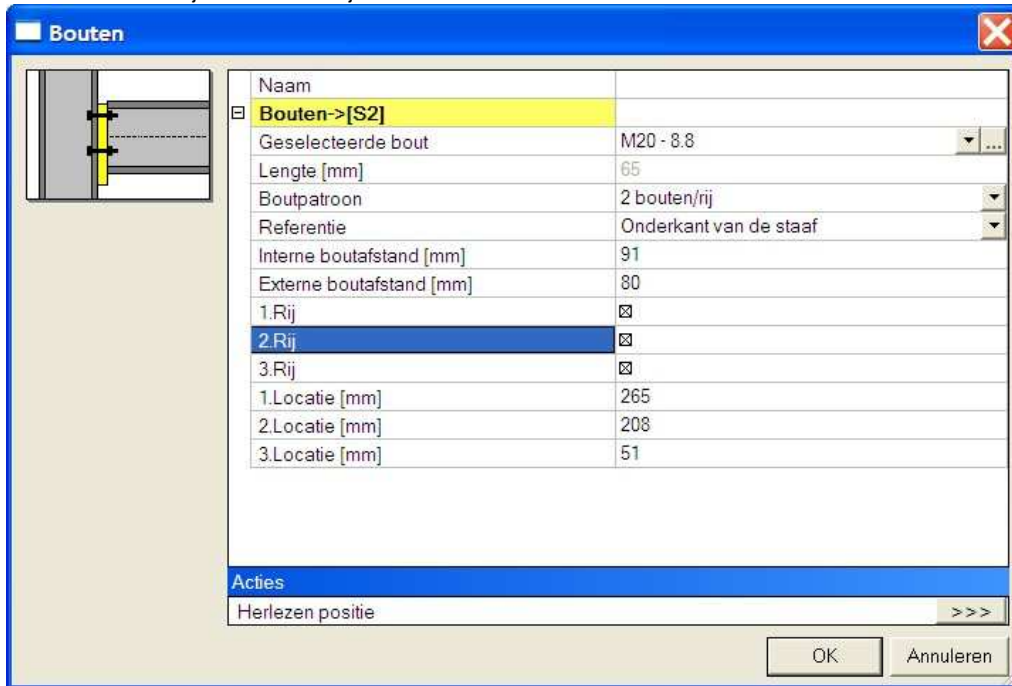 Bouten
Naam
Bouten->[S2]
Geselecteerde bout M20 - 8.8 ...
Lengte [mm] 65
Boutpatroon 2 bouten/rij
Referentie Onderkant van de staaf
Interne boutafstand [mm] 91
Externe boutafstand [mm] 80
1.Rij
2.Rij
3.Rij
1.Locatie [mm] 265
2.Locatie [mm] 208
3.Locatie [mm] 51
Acties
Herlezen positie >>>
OK Annuleren